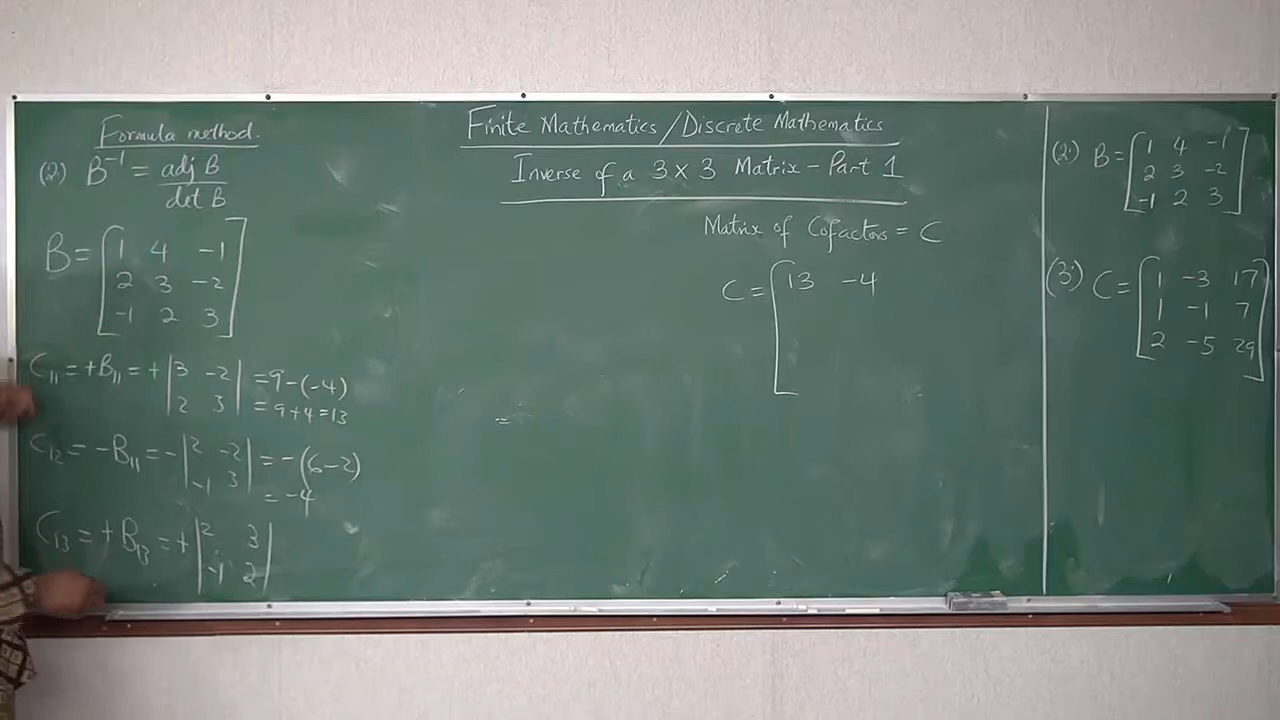 Formula method.
(2.) B⁻¹ = adj B
det B
B = [1 4 -1
2 3 -2
-1 2 3]
C₁₁ = +B₁₁ = + |3 -2
2 3| = 9-(-4)
= 9+4=13
C₁₂ = -B₁₁ = - |2 -2
-1 3| = -(6-2)
= -4
C₁₃ = +B₁₃ = + |2 3
-1 2|
Finite Mathematics/Discrete Mathematics
Inverse of a 3 x 3 Matrix - Part 1
Matrix of Cofactors = C
C = [13 -4
=
(2.) B = [1 4 -1
2 3 -2
-1 2 3]
(3.) C = [1 -3 17
1 -1 7
2 -5 29]